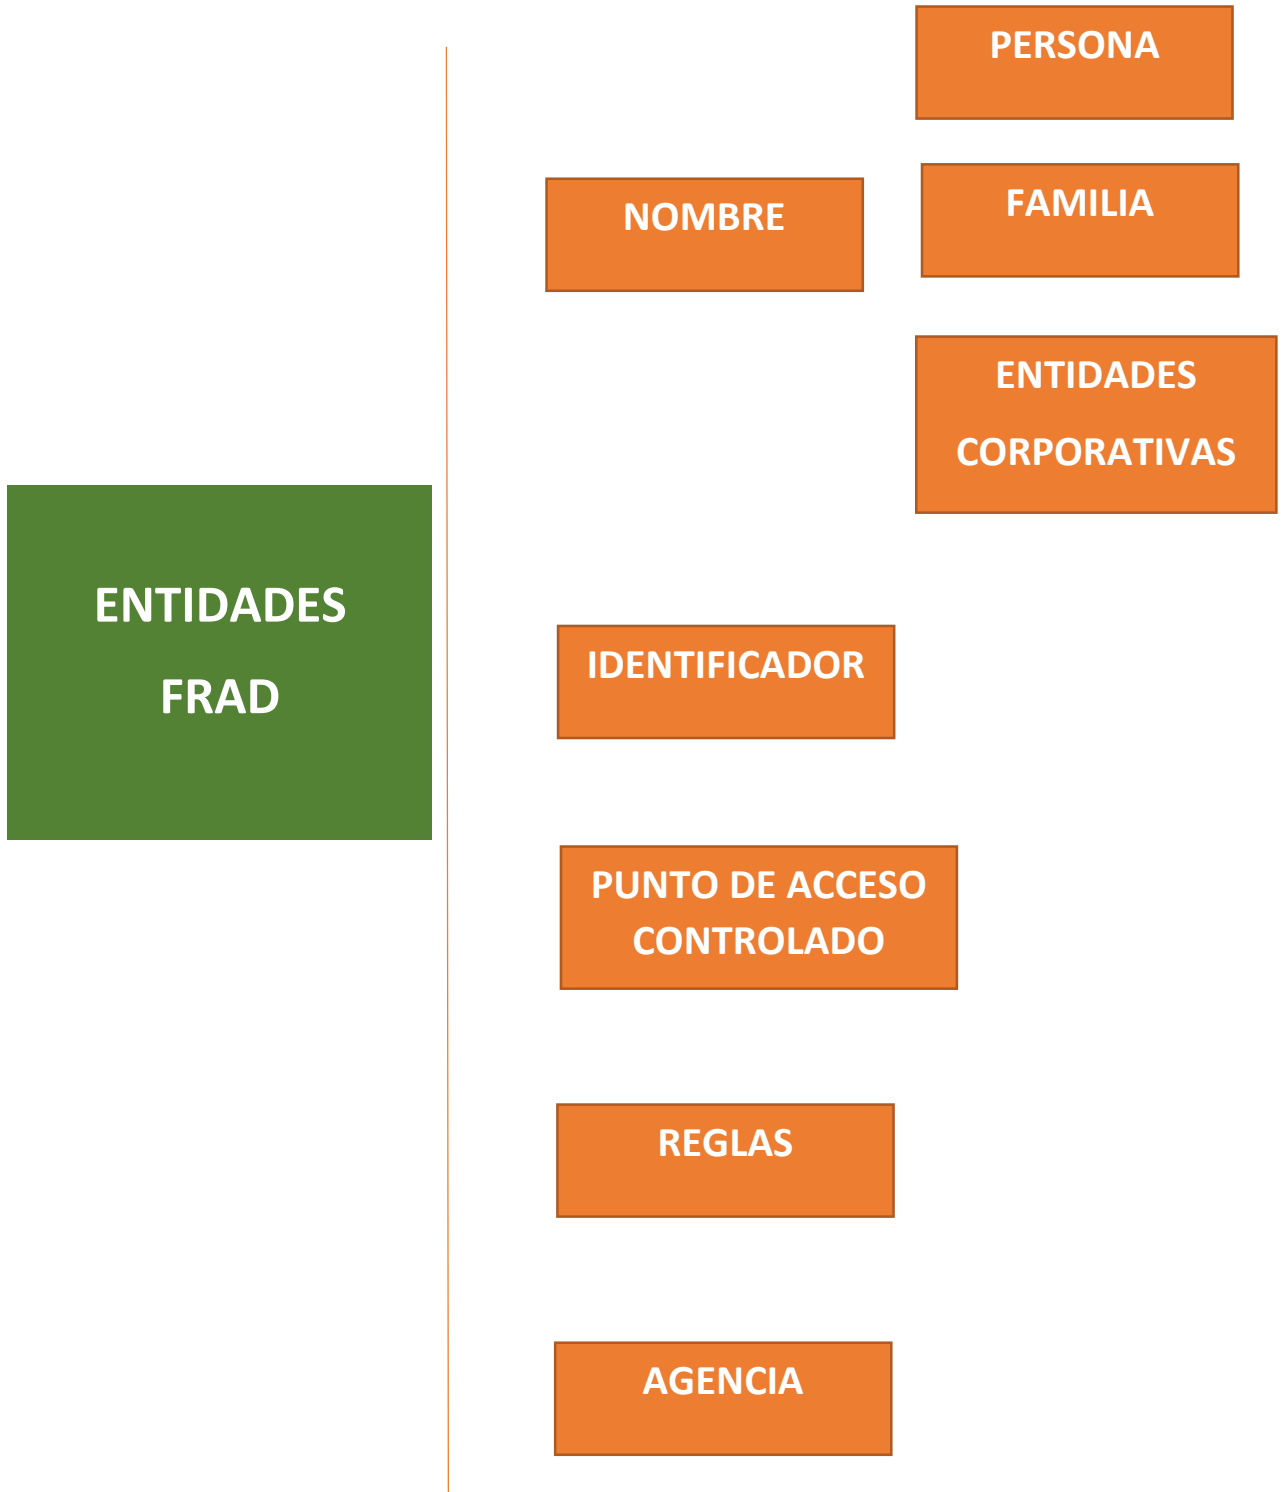 ENTIDADES
FRAD
NOMBRE
PERSONA
FAMILIA
ENTIDADES
CORPORATIVAS
IDENTIFICADOR
PUNTO DE ACCESO
CONTROLADO
REGLAS
AGENCIA